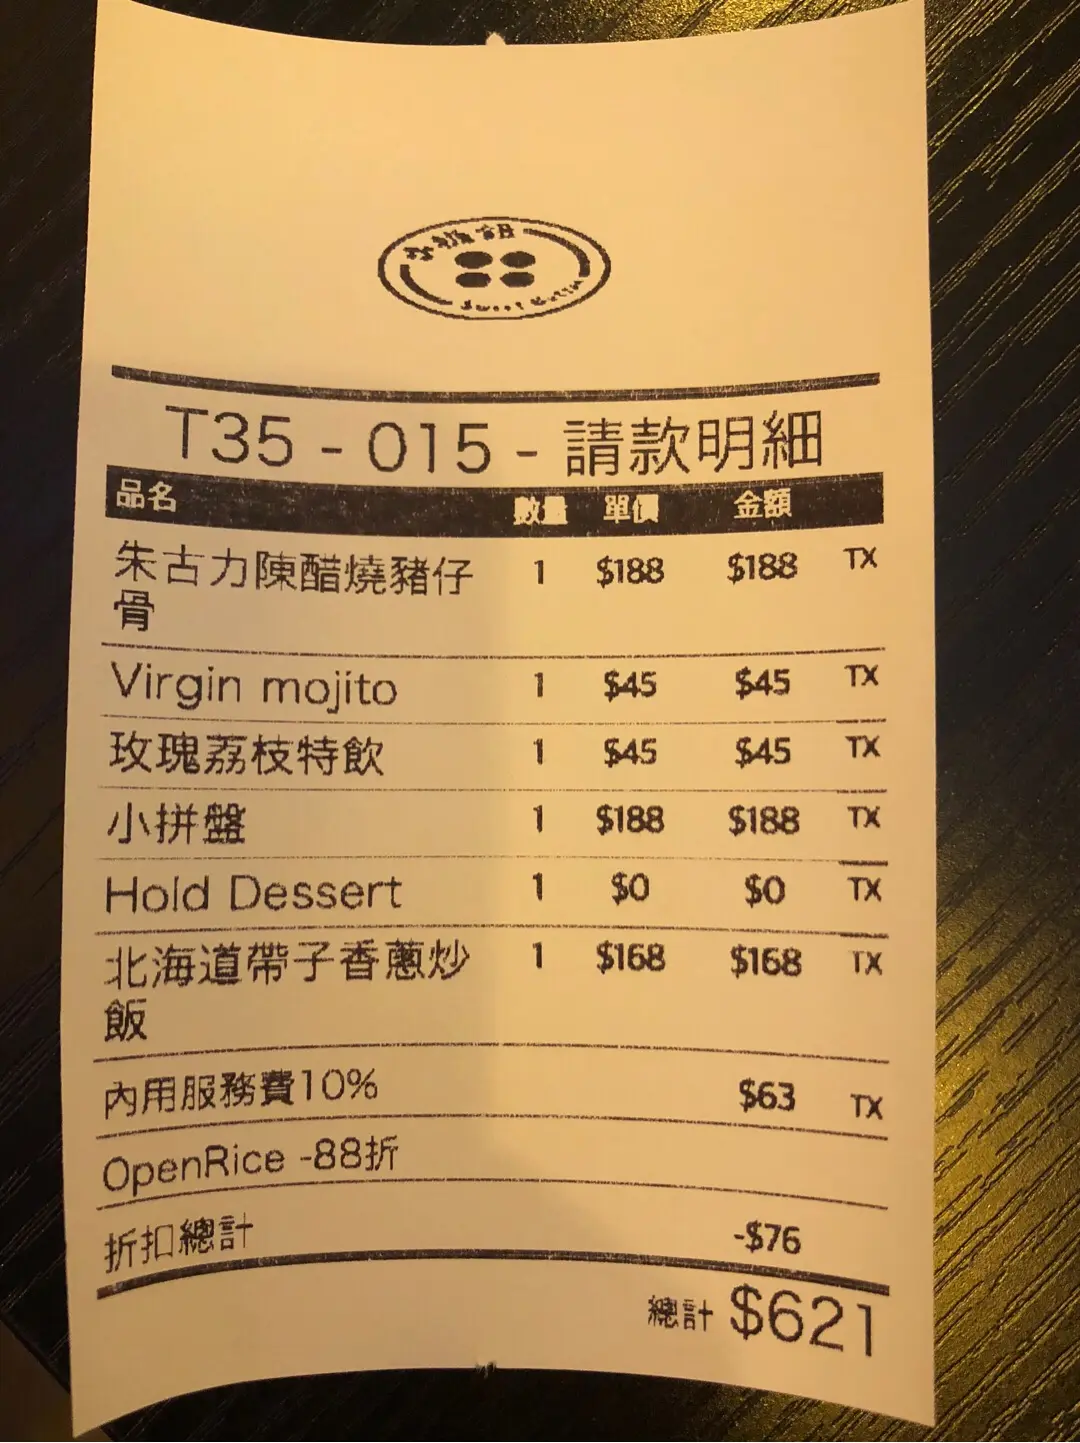 Sweet Button
T35 - 015 - 請款明細
品名 數量 單價 金額
朱古力陳醋燒豬仔 1 $188 $188 TX
骨
Virgin mojito 1 $45 $45 TX
玫瑰荔枝特飲 1 $45 $45 TX
小拼盤 1 $188 $188 TX
Hold Dessert 1 $0 $0 TX
北海道帶子香蔥炒 1 $168 $168 TX
飯
內用服務費10% $63 TX
OpenRice -88折
折扣總計 -$76
總計 $621